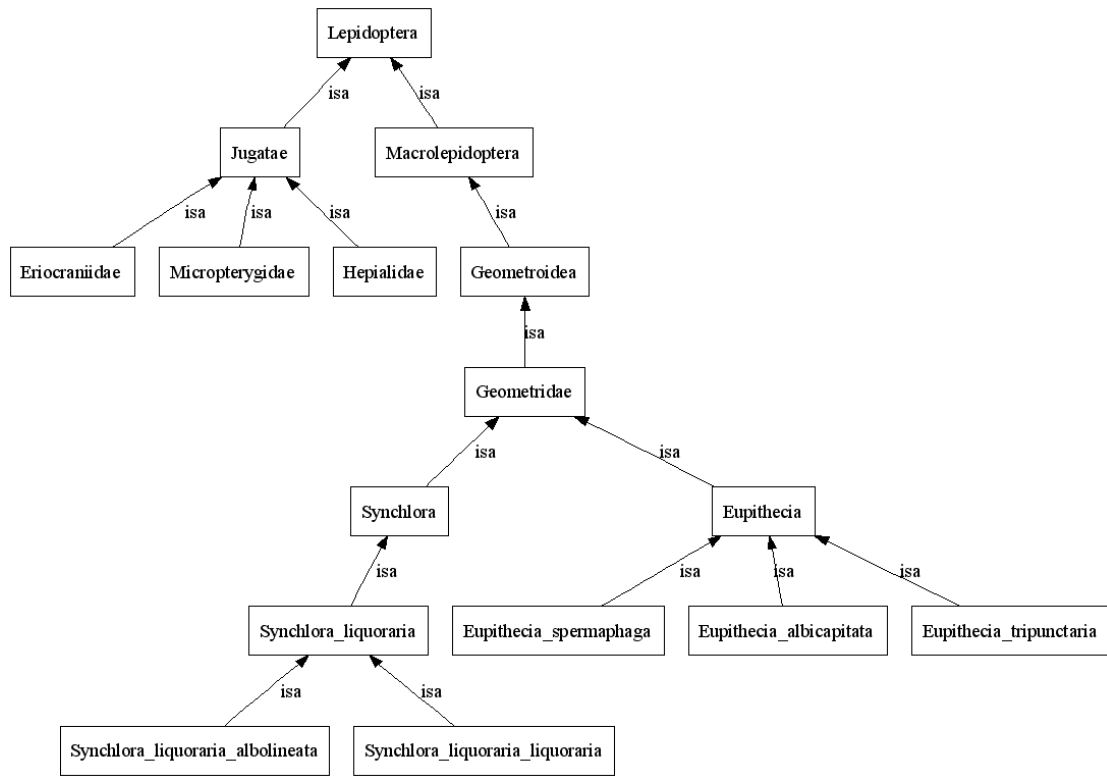 Lepidoptera
isa
isa
Jugatae
Macrolepidoptera
isa
isa
isa
isa
Eriocraniidae
Micropterygidae
Hepialidae
Geometroidea
isa
Geometridae
isa
isa
Synchlora
Eupithecia
isa
isa
isa
isa
Synchlora_liquoraria
Eupithecia_spermaphaga
Eupithecia_albicapitata
Eupithecia_tripunctaria
isa
isa
Synchlora_liquoraria_albolineata
Synchlora_liquoraria_liquoraria